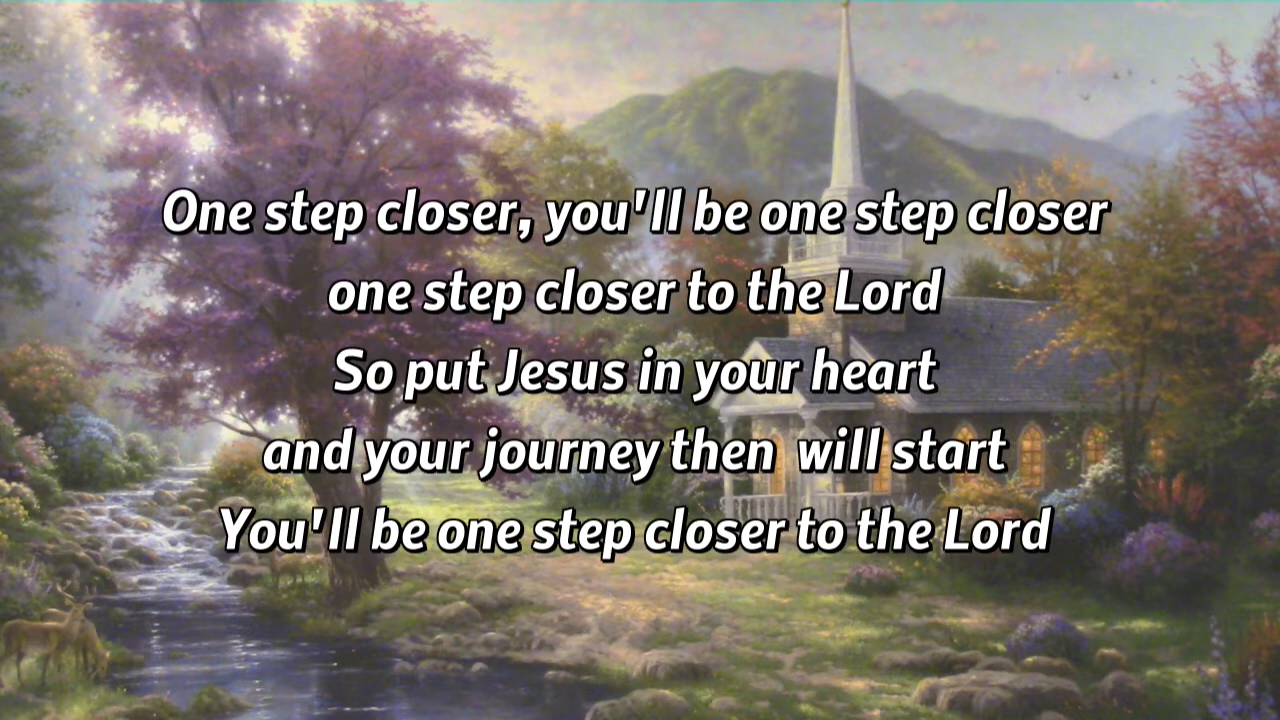 One step closer, you'll be one step closer
one step closer to the Lord
So put Jesus in your heart
and your journey then  will start
You'll be one step closer to the Lord